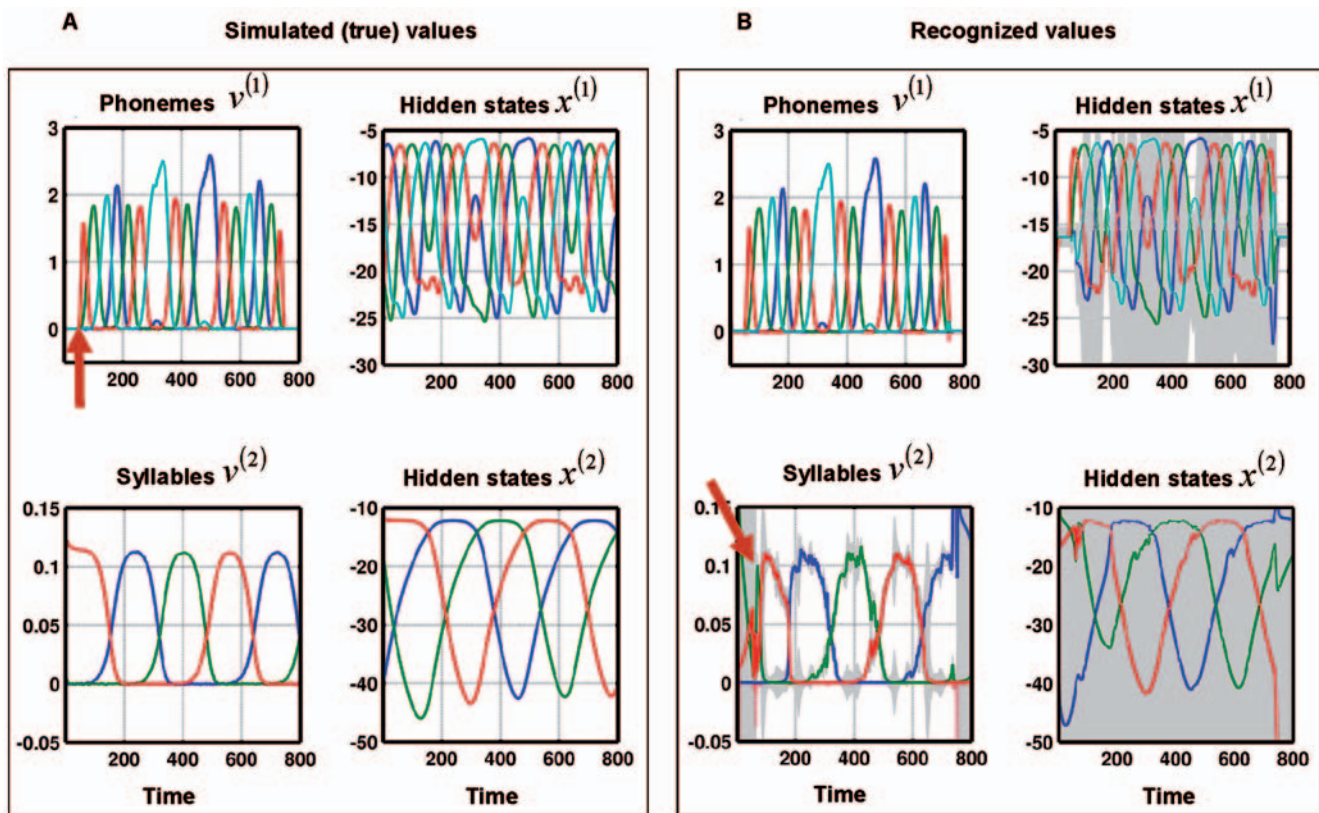 A Simulated (true) values
Phonemes v(1)
3
2
1
0
200 400 600 800
Hidden states x(1)
-5
-10
-15
-20
-25
-30
200 400 600 800
Syllables v(2)
0.15
0.1
0.05
0
-0.05
200 400 600 800
Time
Hidden states x(2)
-10
-20
-30
-40
-50
200 400 600 800
Time
B Recognized values
Phonemes v(1)
3
2
1
0
200 400 600 800
Hidden states x(1)
-5
-10
-15
-20
-25
-30
200 400 600 800
Syllables v(2)
0.15
0.1
0.05
0
-0.05
200 400 600 800
Time
Hidden states x(2)
-10
-20
-30
-40
-50
200 400 600 800
Time